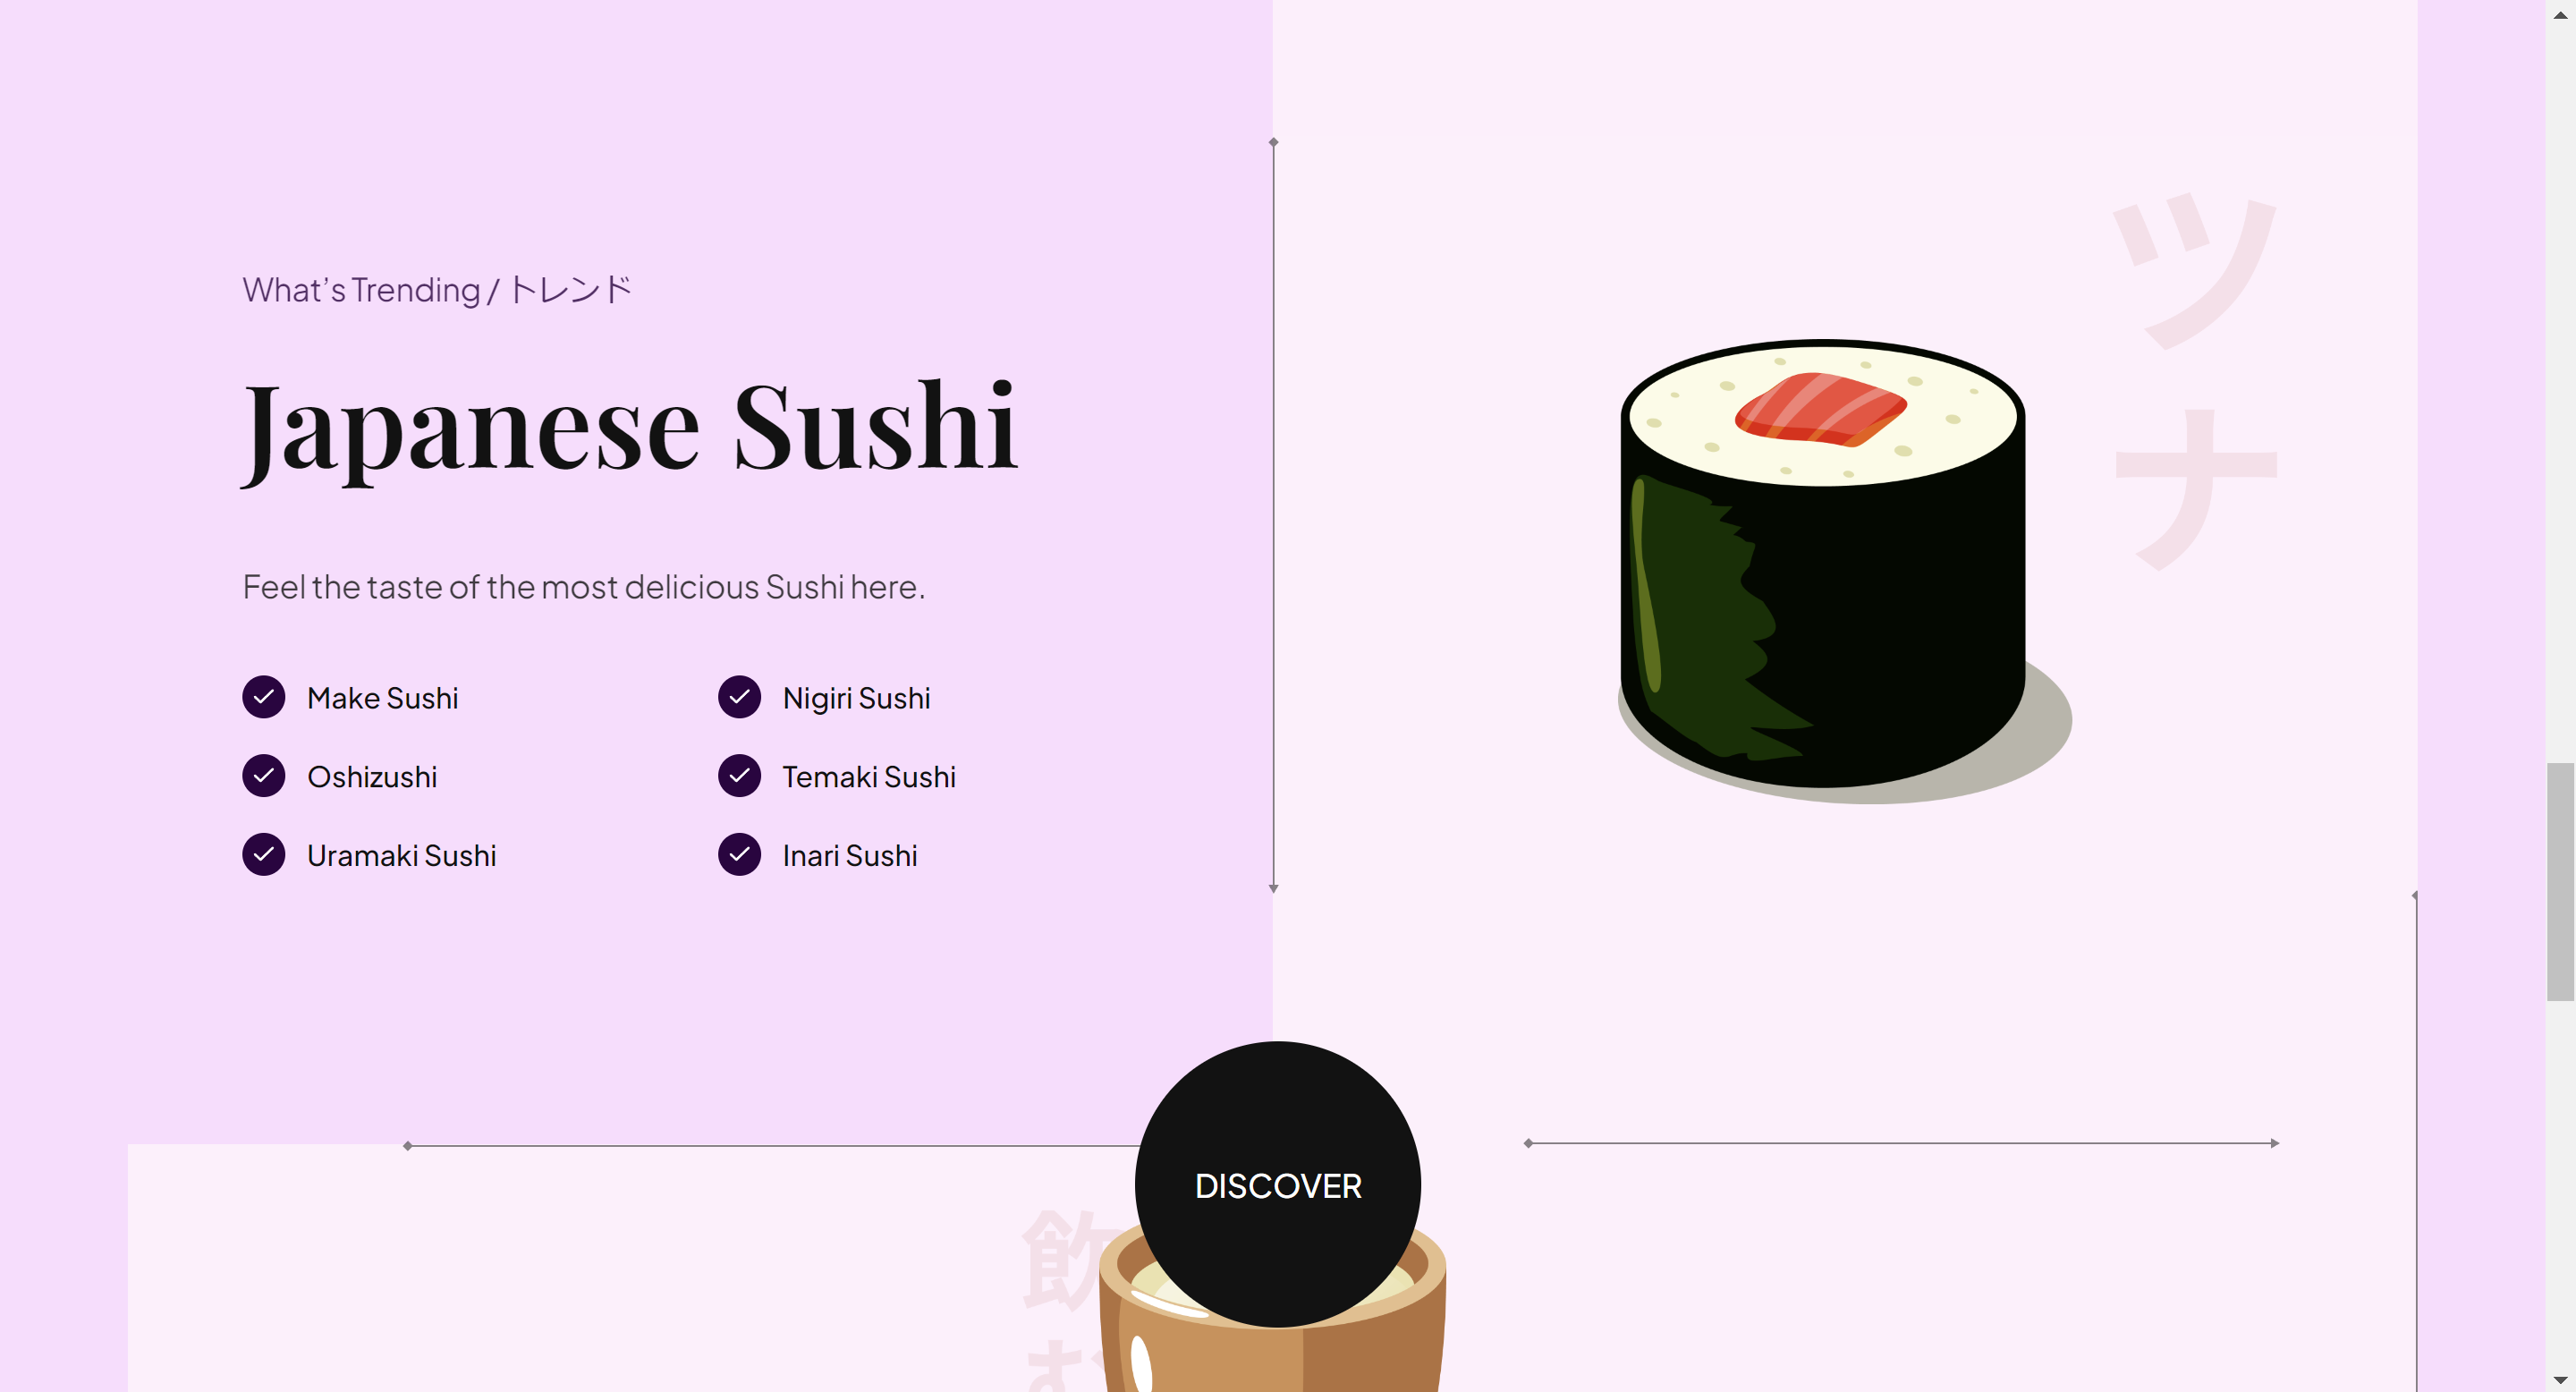 What's Trending / トレンド
Japanese Sushi
Feel the taste of the most delicious Sushi here.
Make Sushi
Nigiri Sushi
Oshizushi
Temaki Sushi
Uramaki Sushi
Inari Sushi
ツナ
DISCOVER
飲